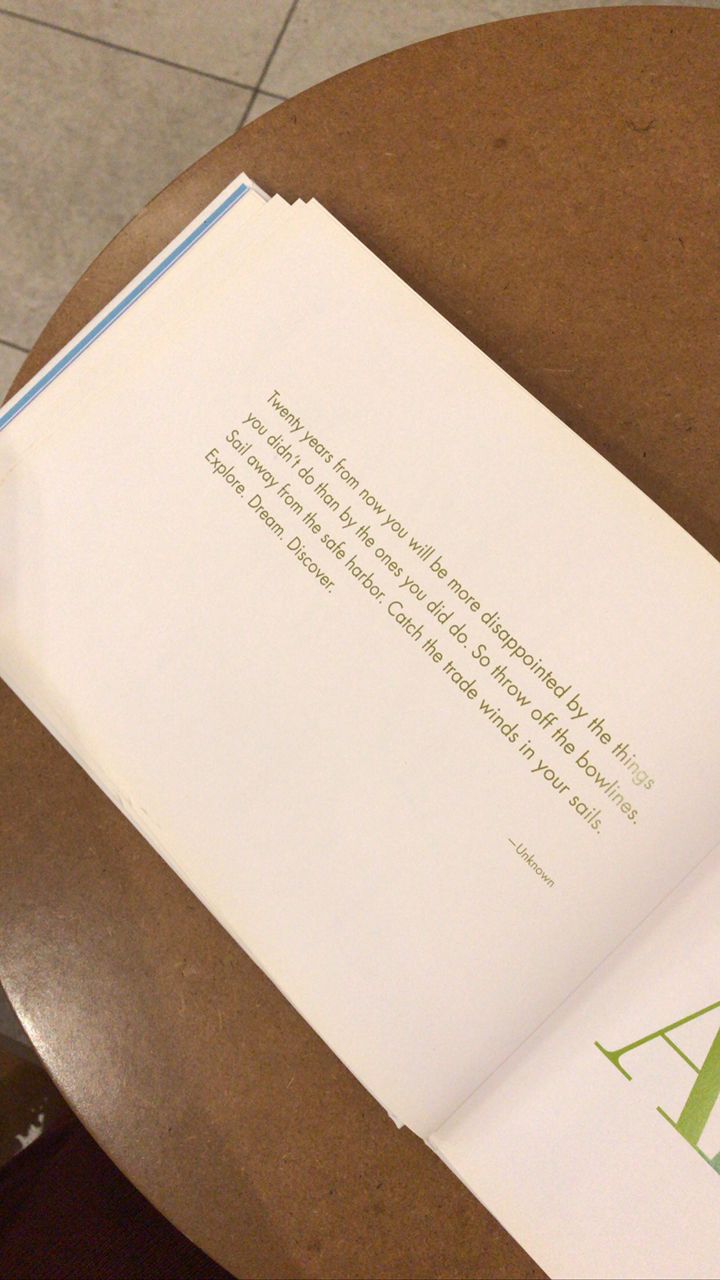 Twenty years from now you will be more disappointed by the things
you didn't do than by the ones you did do. So throw off the bowlines.
Sail away from the safe harbor. Catch the trade winds in your sails.
Explore. Dream. Discover.
—Unknown
A